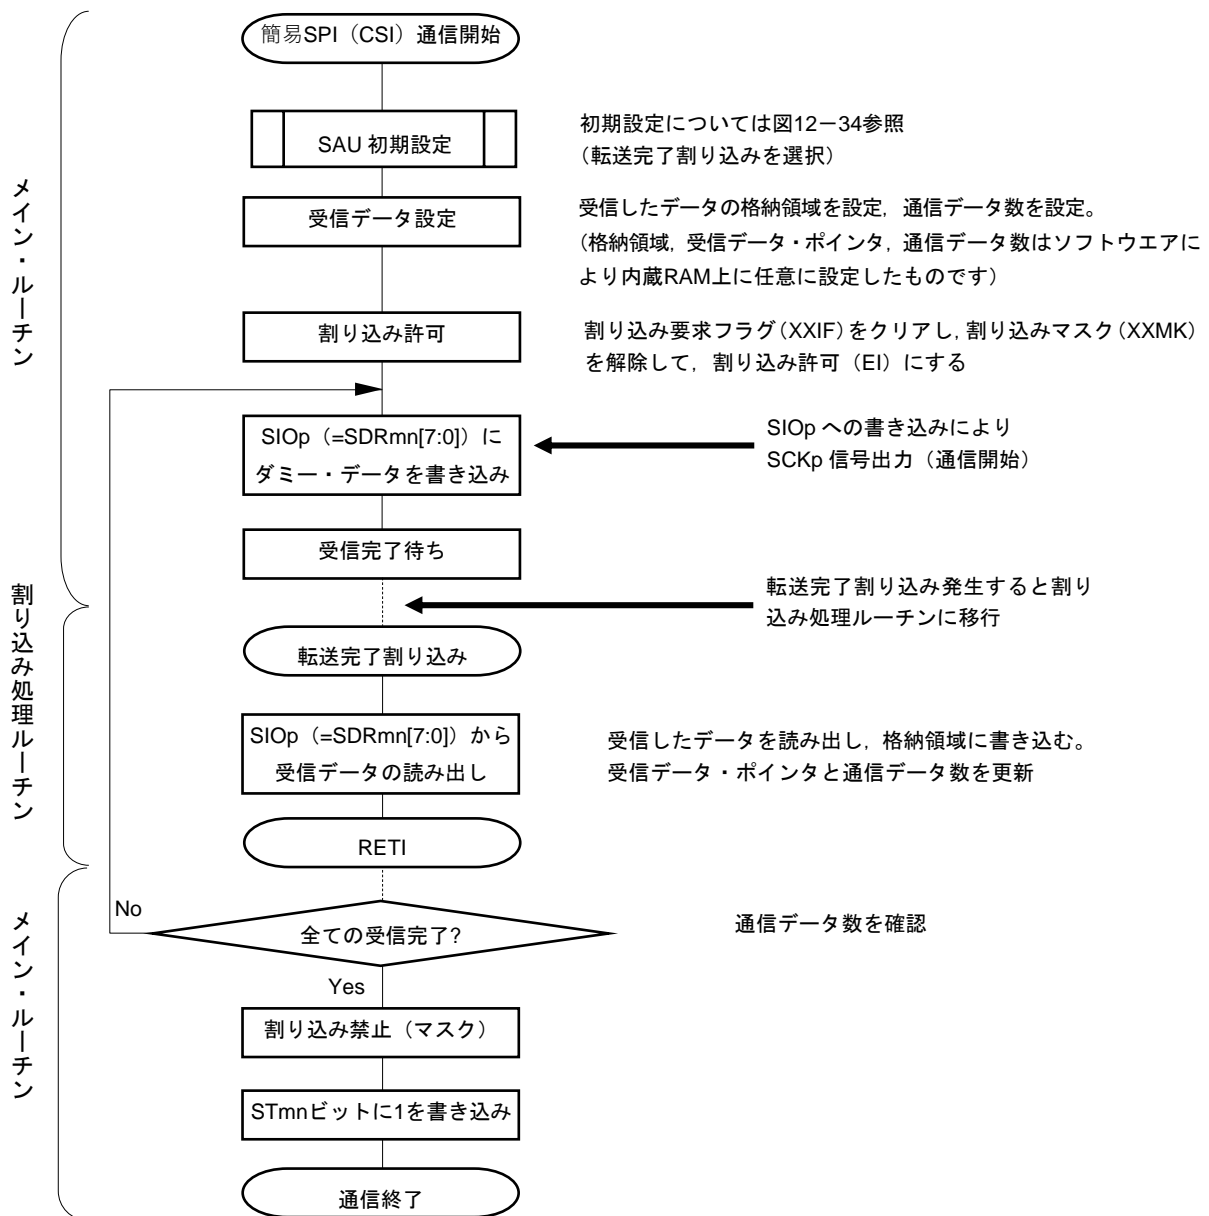 簡易SPI（CSI）通信開始
SAU 初期設定
初期設定については図12－34参照
（転送完了割り込みを選択）
メイン・ルーチン
受信データ設定
受信したデータの格納領域を設定，通信データ数を設定。
（格納領域，受信データ・ポインタ，通信データ数はソフトウエアに
より内蔵RAM上に任意に設定したものです）
割り込み許可
割り込み要求フラグ（XXIF）をクリアし，割り込みマスク（XXMK）
を解除して，割り込み許可（EI）にする
SIOp（=SDRmn[7:0]）に
ダミー・データを書き込み
SIOp への書き込みにより
SCKp 信号出力（通信開始）
受信完了待ち
転送完了割り込み発生すると割り
込み処理ルーチンに移行
割り込み処理ルーチン
転送完了割り込み
SIOp（=SDRmn[7:0]）から
受信データの読み出し
受信したデータを読み出し，格納領域に書き込む。
受信データ・ポインタと通信データ数を更新
RETI
メイン・ルーチン
No
全ての受信完了?
通信データ数を確認
Yes
割り込み禁止（マスク）
STmnビットに1を書き込み
通信終了